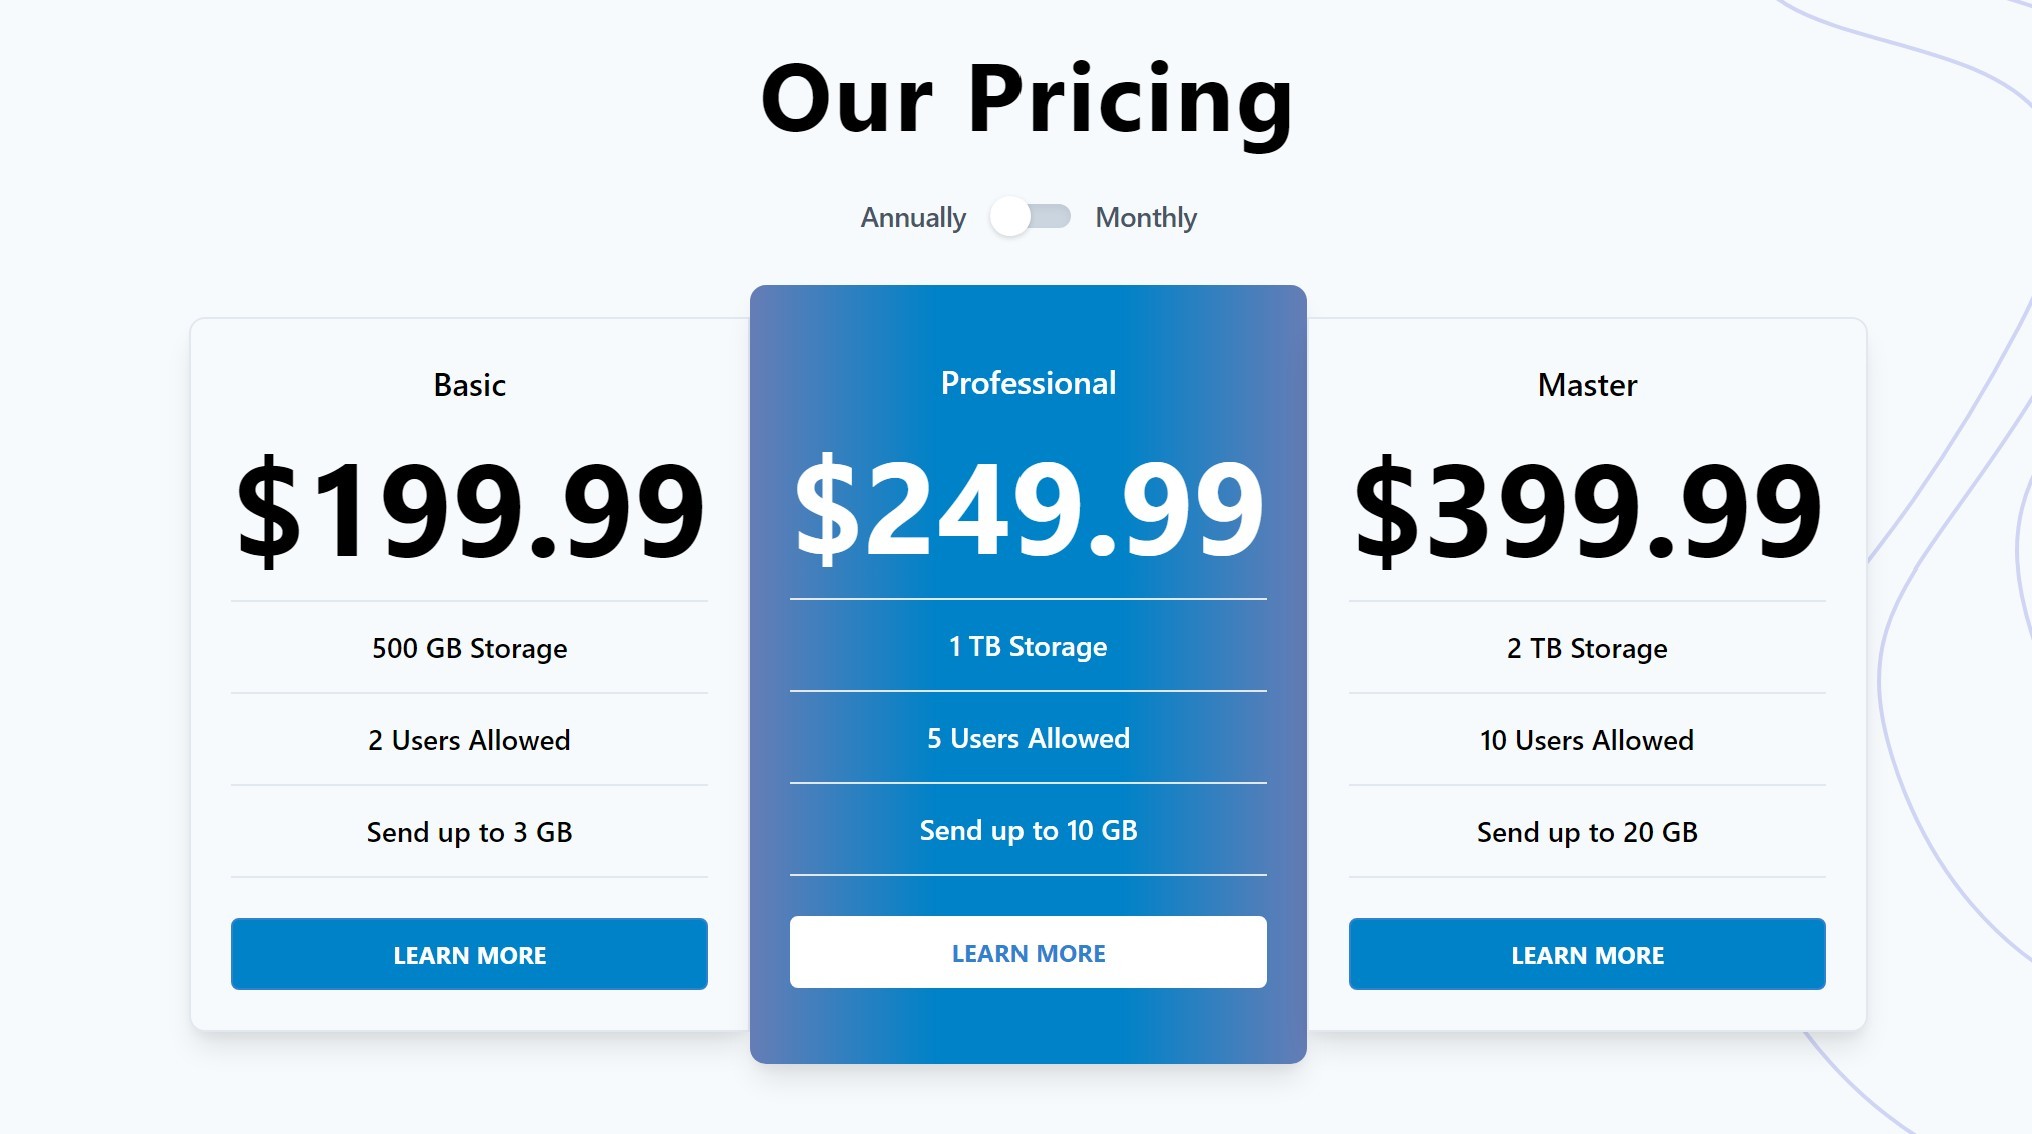 Our Pricing
Annually Monthly
Basic
$199.99
500 GB Storage
2 Users Allowed
Send up to 3 GB
LEARN MORE
Professional
$249.99
1 TB Storage
5 Users Allowed
Send up to 10 GB
LEARN MORE
Master
$399.99
2 TB Storage
10 Users Allowed
Send up to 20 GB
LEARN MORE